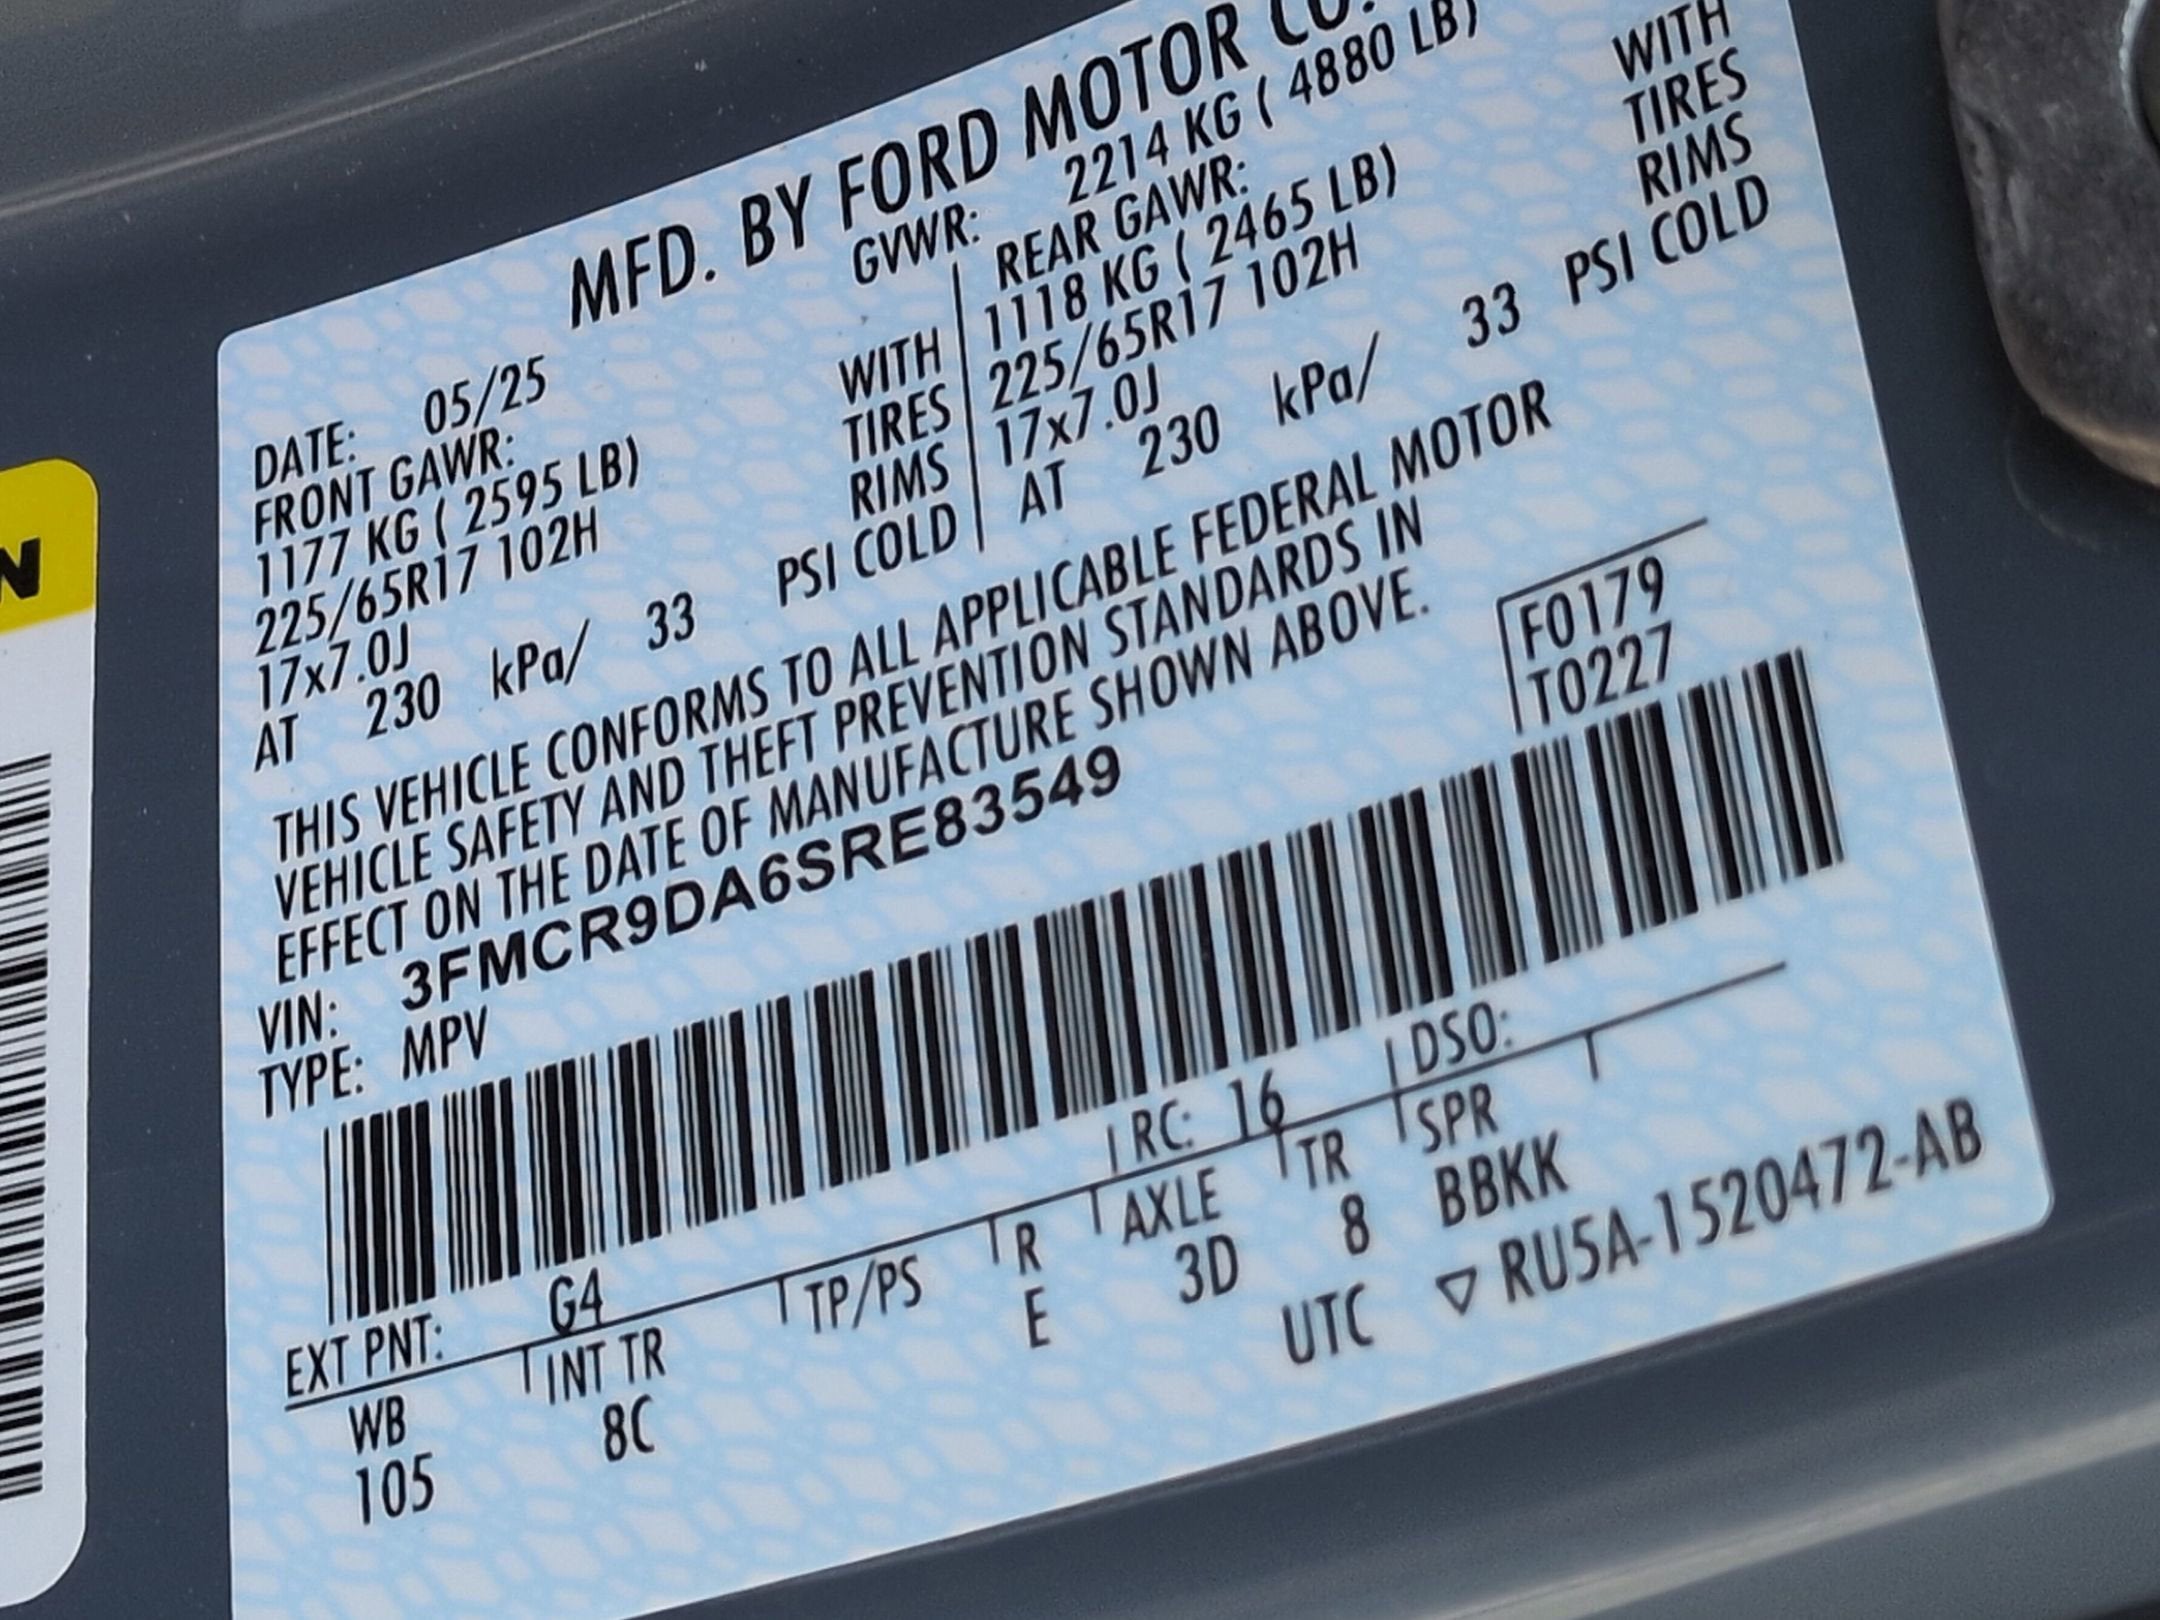 MFD. BY FORD MOTOR CO.
GVWR: 2214 KG ( 4880 LB)
DATE: 05/25
FRONT GAWR:
1177 KG ( 2595 LB) WITH
225/65R17 102H TIRES
17x7.0J RIMS
AT 230 kPa/ 33 PSI COLD
REAR GAWR:
1118 KG ( 2465 LB) WITH
225/65R17 102H TIRES
17x7.0J RIMS
AT 230 kPa/ 33 PSI COLD
THIS VEHICLE CONFORMS TO ALL APPLICABLE FEDERAL MOTOR
VEHICLE SAFETY AND THEFT PREVENTION STANDARDS IN
EFFECT ON THE DATE OF MANUFACTURE SHOWN ABOVE.
VIN: 3FMCR9DA6SRE83549
TYPE: MPV
F0179
T0227
EXT PNT: G4 RC: 16 DSO:
WB INT TR TP/PS R AXLE TR SPR
105 8C E 3D 8 BBKK
UTC ▽ RU5A-1520472-AB
N